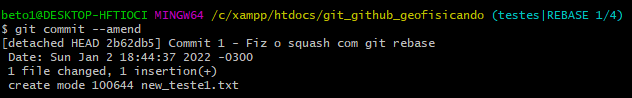 beto1@DESKTOP-HFTIOCI MINGW64 /c/xampp/htdocs/git_github_geofisicando (testes|REBASE 1/4)
$ git commit --amend
[detached HEAD 2b62db5] Commit 1 - Fiz o squash com git rebase
 Date: Sun Jan 2 18:44:37 2022 -0300
 1 file changed, 1 insertion(+)
 create mode 100644 new_teste1.txt